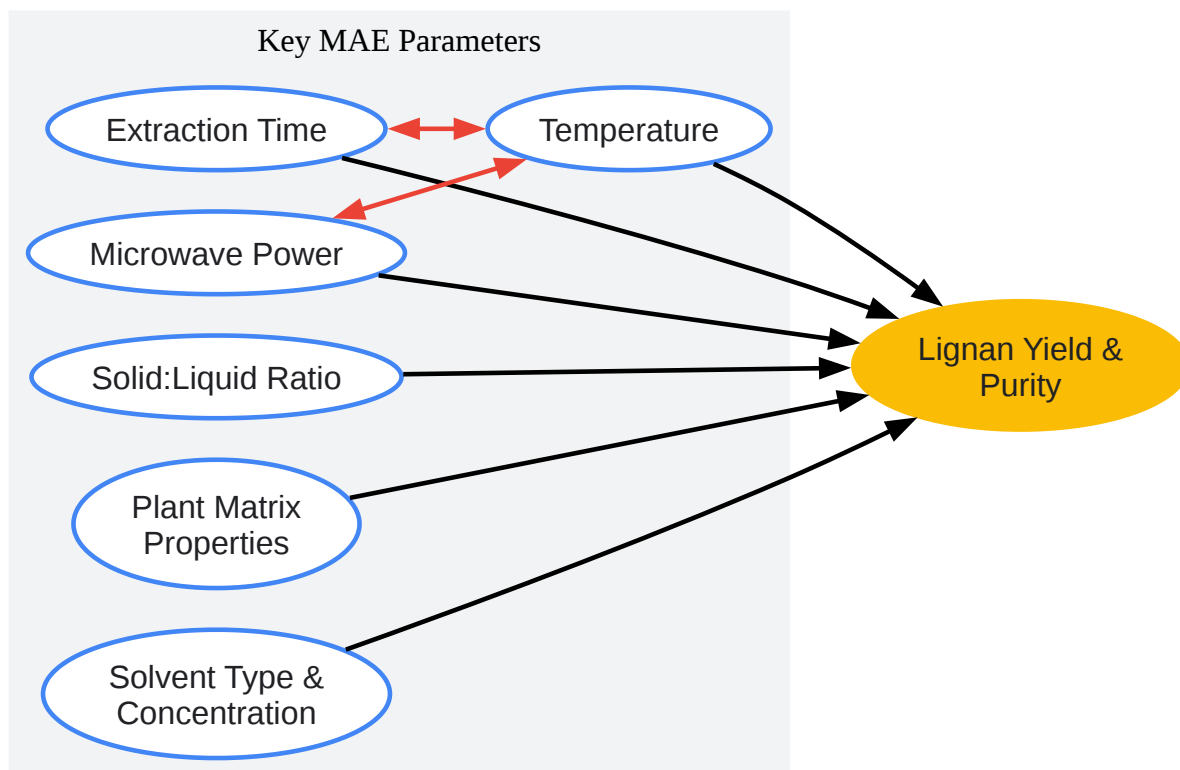 Key MAE Parameters
Extraction Time
Temperature
Microwave Power
Solid:Liquid Ratio
Lignan Yield &
Purity
Plant Matrix
Properties
Solvent Type &
Concentration